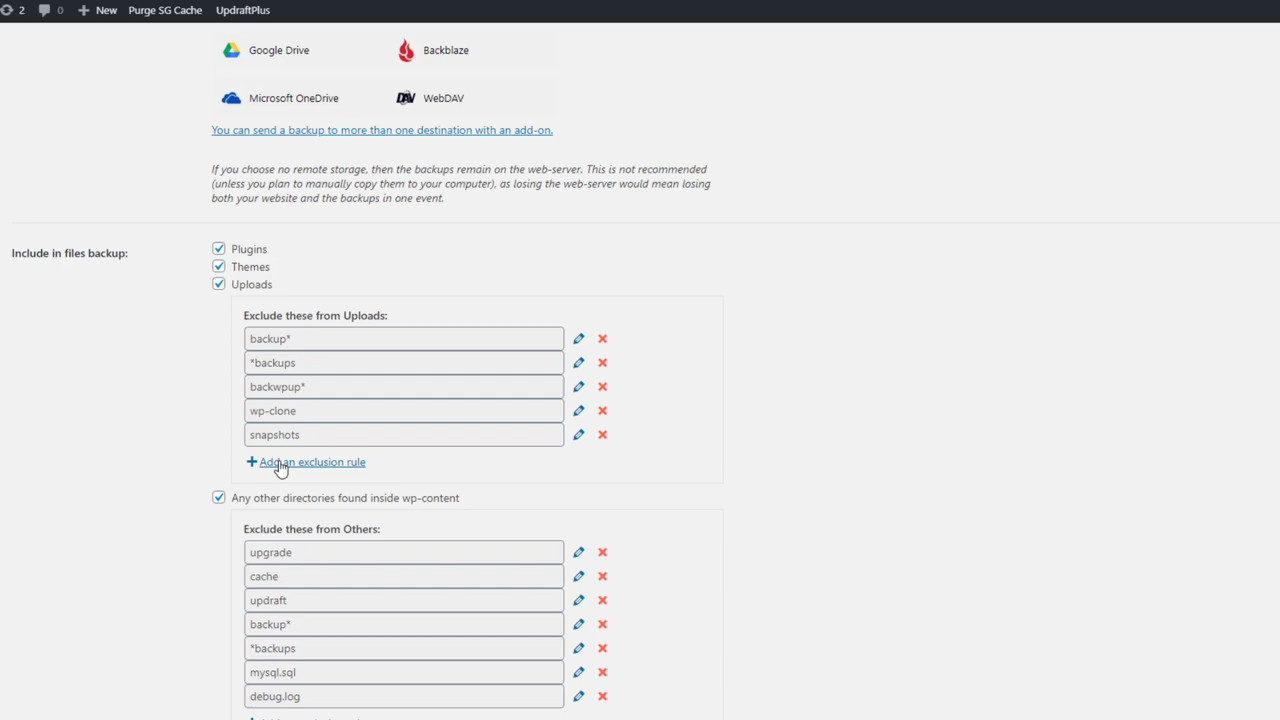 2 0 New Purge SG Cache UpdraftPlus
Google Drive Backblaze
Microsoft OneDrive WebDAV
You can send a backup to more than one destination with an add-on.
If you choose no remote storage, then the backups remain on the web-server. This is not recommended
(unless you plan to manually copy them to your computer), as losing the web-server would mean losing
both your website and the backups in one event.
Include in files backup:
Plugins
Themes
Uploads
Exclude these from Uploads:
backup*
*backups
backwpup*
wp-clone
snapshots
Add an exclusion rule
Any other directories found inside wp-content
Exclude these from Others:
upgrade
cache
updraft
backup*
*backups
mysql.sql
debug.log